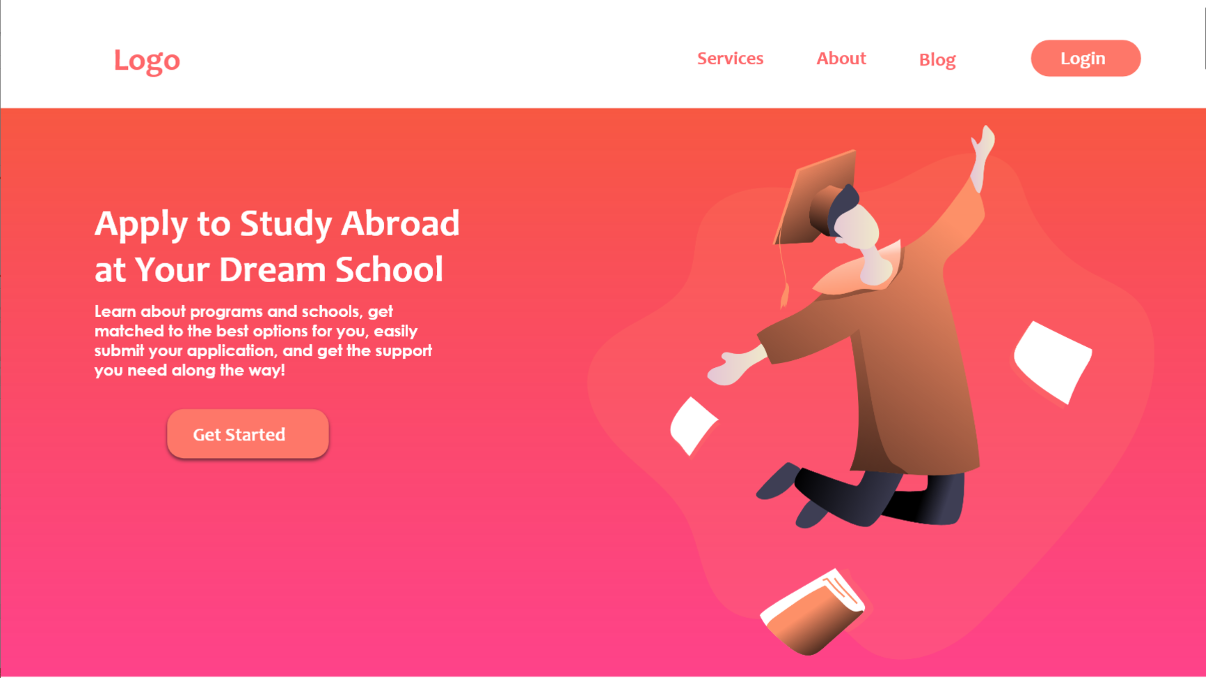 Logo
Services
About
Blog
Login
Apply to Study Abroad
at Your Dream School
Learn about programs and schools, get
matched to the best options for you, easily
submit your application, and get the support
you need along the way!
Get Started